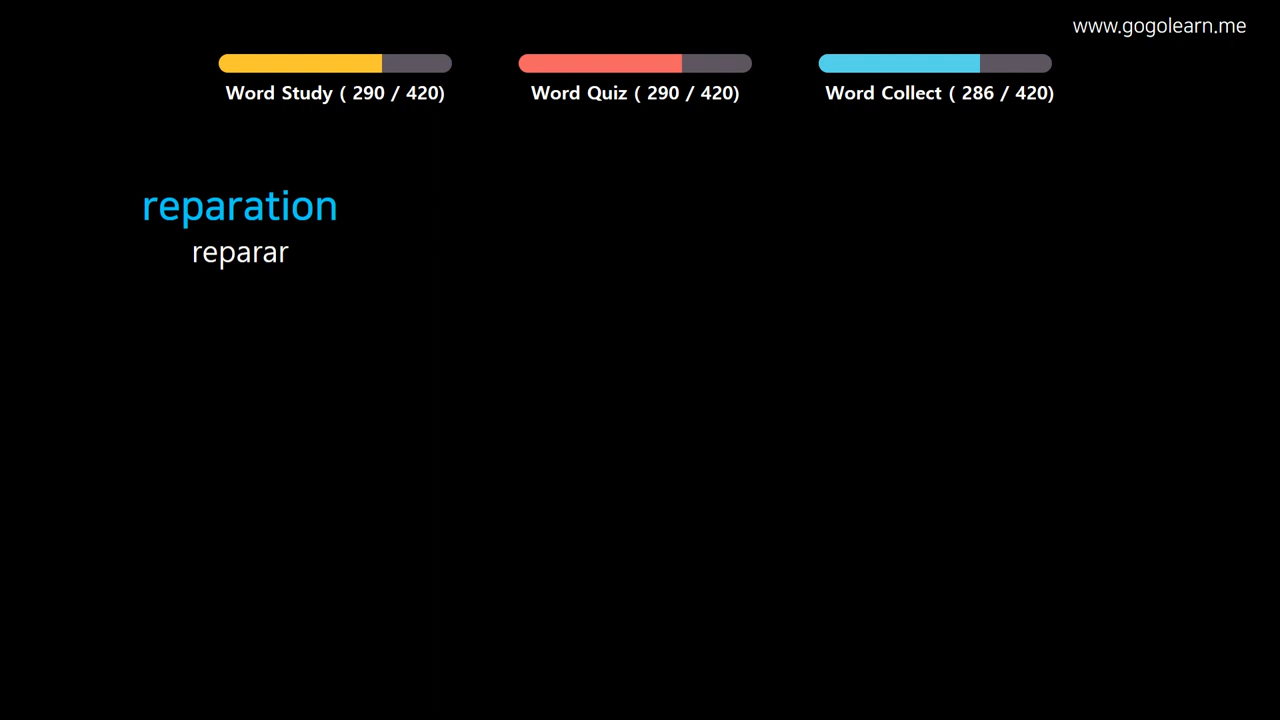 www.gogolearn.me
Word Study ( 290 / 420)
Word Quiz ( 290 / 420)
Word Collect ( 286 / 420)
reparation
reparar